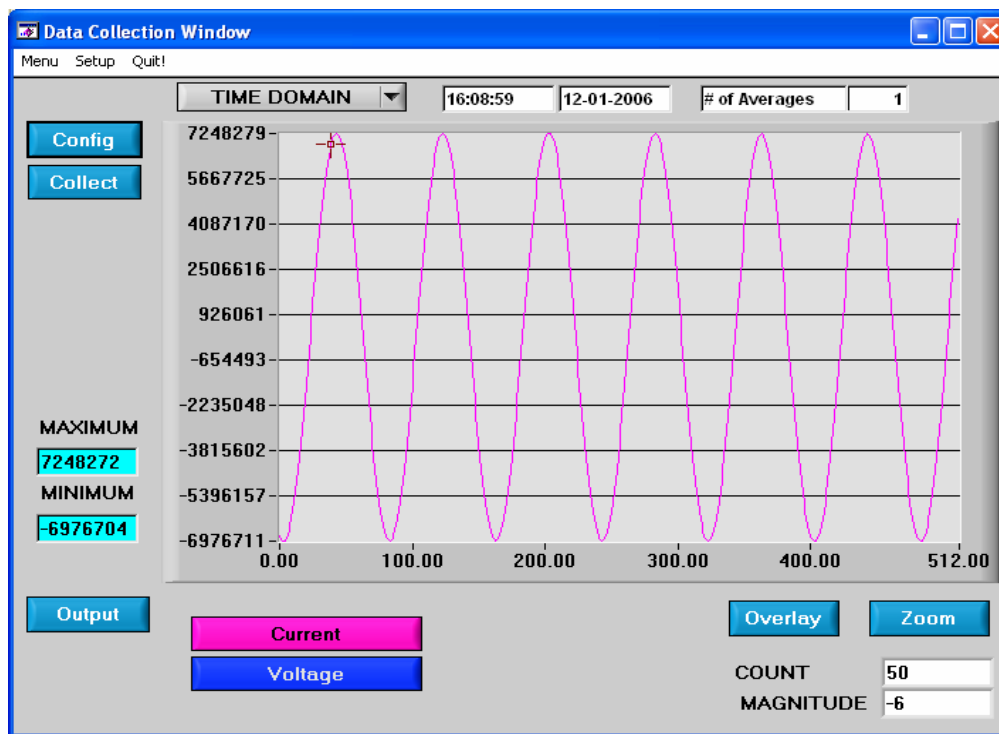 Data Collection Window
Menu Setup Quit!
TIME DOMAIN 16:08:59 12-01-2006 # of Averages 1
Config
Collect
7248279
5667725
4087170
2506616
926061
-654493
-2235048
-3815602
-5396157
-6976711
0.00 100.00 200.00 300.00 400.00 512.00
MAXIMUM
7248272
MINIMUM
-6976704
Output
Current
Voltage
Overlay Zoom
COUNT 50
MAGNITUDE -6